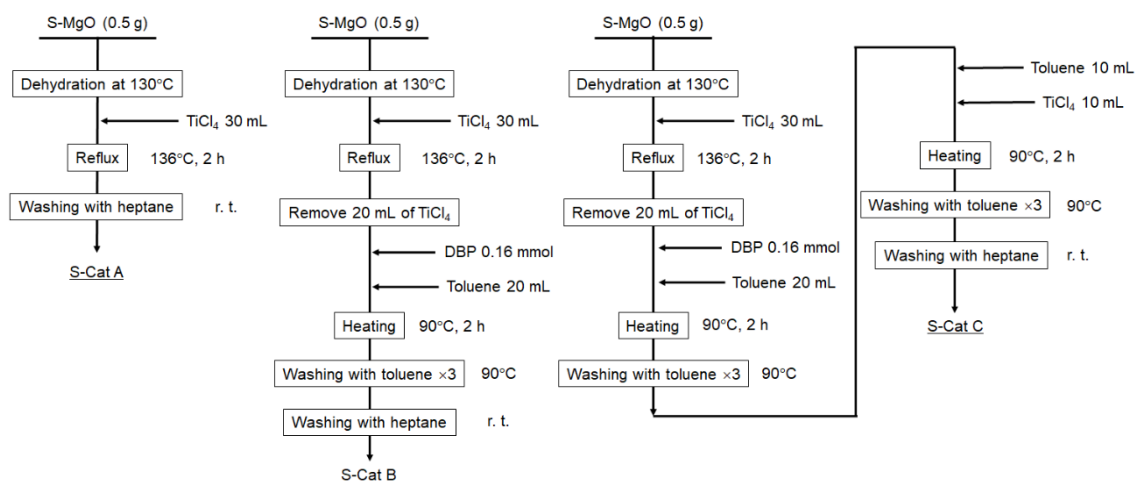 S-MgO (0.5 g)
Dehydration at 130°C
TiCl₄ 30 mL
Reflux 136°C, 2 h
Washing with heptane r. t.
S-Cat A
S-MgO (0.5 g)
Dehydration at 130°C
TiCl₄ 30 mL
Reflux 136°C, 2 h
Remove 20 mL of TiCl₄
DBP 0.16 mmol
Toluene 20 mL
Heating 90°C, 2 h
Washing with toluene ×3 90°C
Washing with heptane r. t.
S-Cat B
S-MgO (0.5 g)
Dehydration at 130°C
TiCl₄ 30 mL
Reflux 136°C, 2 h
Remove 20 mL of TiCl₄
DBP 0.16 mmol
Toluene 20 mL
Heating 90°C, 2 h
Washing with toluene ×3 90°C
Toluene 10 mL
TiCl₄ 10 mL
Heating 90°C, 2 h
Washing with toluene ×3 90°C
Washing with heptane r. t.
S-Cat C